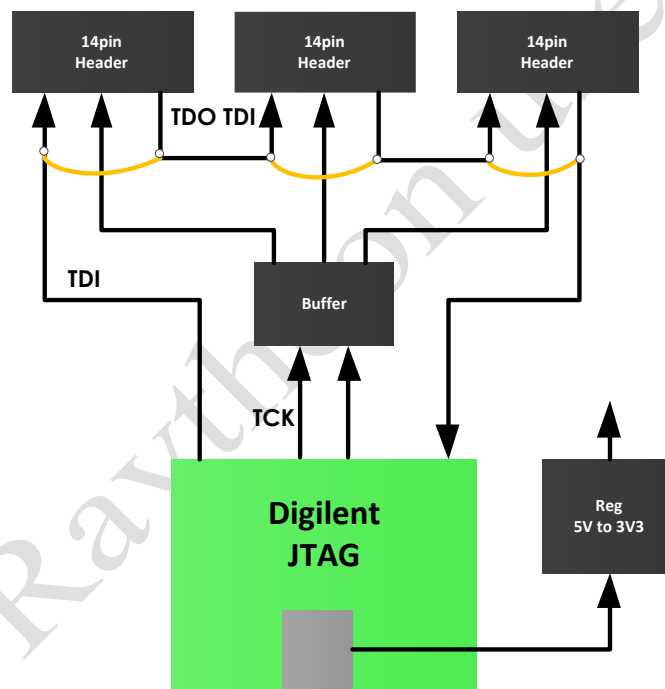 14pin
Header
14pin
Header
14pin
Header
TDO TDI
TDI
Buffer
TCK
Digilent
JTAG
Reg
5V to 3V3